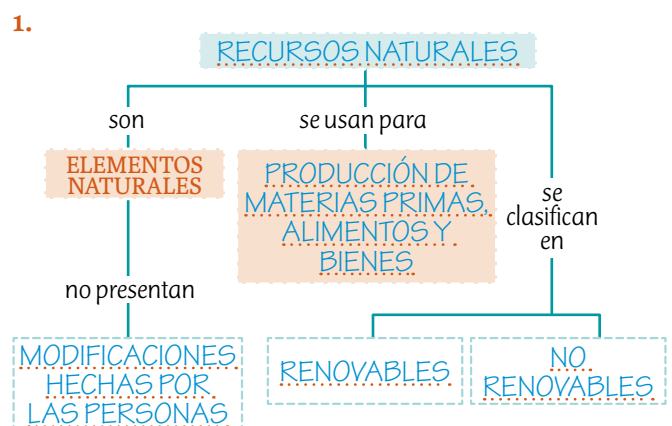 1.
RECURSOS NATURALES
son
se usan para
ELEMENTOS
NATURALES
PRODUCCIÓN DE
MATERIAS PRIMAS,
ALIMENTOS Y
BIENES
se
clasifican
en
no presentan
MODIFICACIONES
HECHAS POR
LAS PERSONAS
RENOVABLES
NO
RENOVABLES